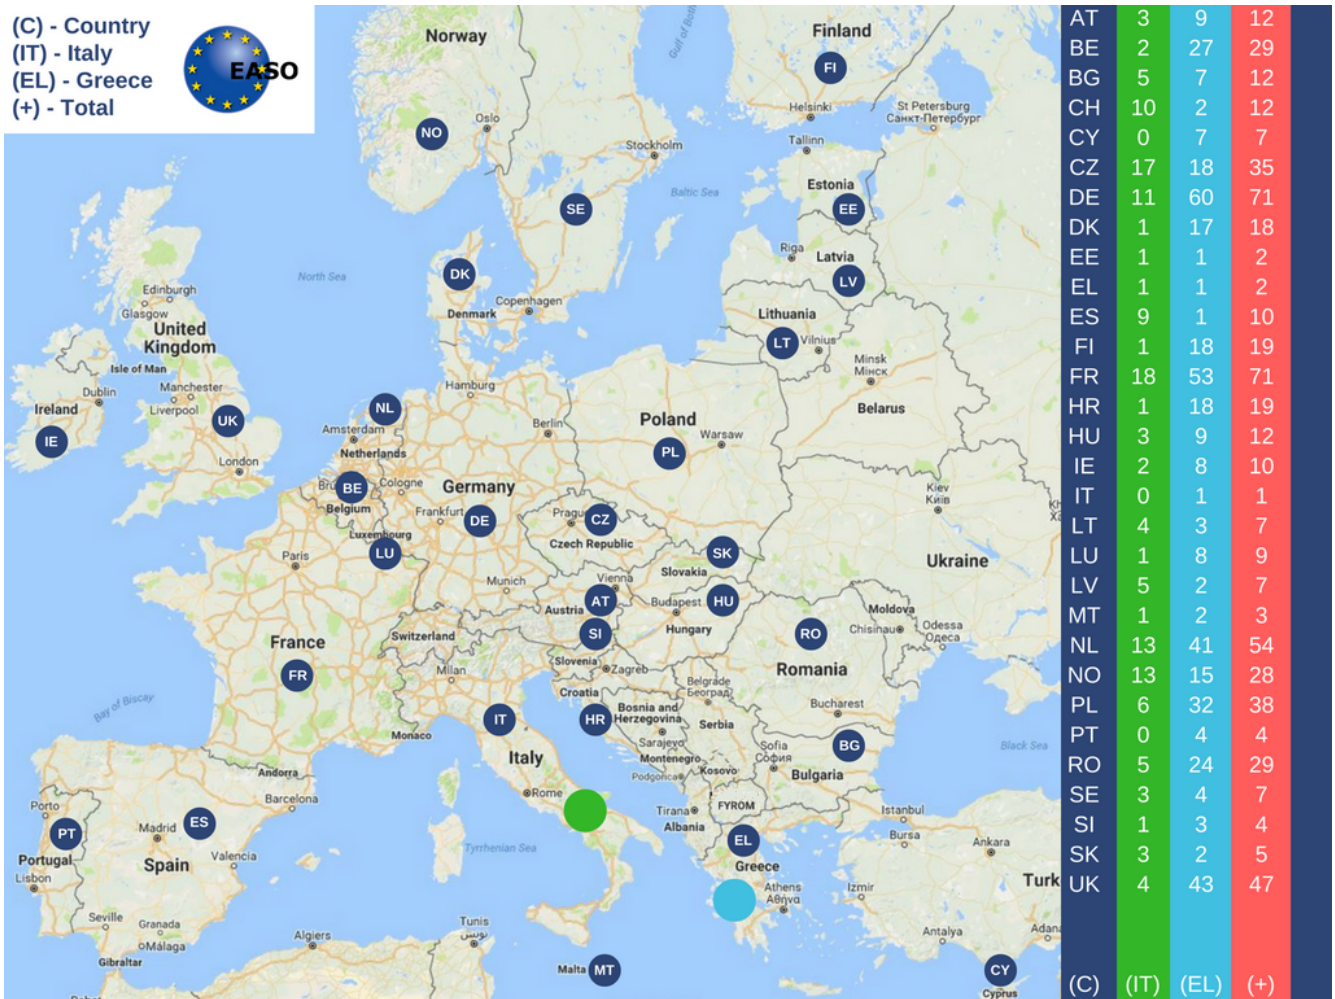 (C) - Country
(IT) - Italy
(EL) - Greece
(+) - Total
EASO
Norway
Finland
FI
Helsinki
St Petersburg
Санкт-Петербург
NO
Oslo
Stockholm
Tallinn
Gulf of Both
Baltic Sea
Estonia
EE
SE
Riga
Latvia
LV
North Sea
DK
Denmark
Copenhagen
Lithuania
LT
Vilnius
Minsk
Мінск
Belarus
Edinburgh
Glasgow
United
Kingdom
Isle of Man
Dublin
Ireland
IE
Manchester
Liverpool
UK
London
Hamburg
NL
Amsterdam
Netherlands
Berlin
Poland
Warsaw
PL
BE
Belgium
Cologne
Germany
Frankfurt
DE
Luxembourg
LU
CZ
Czech Republic
Kiev
Київ
Ukraine
Paris
Munich
SK
Slovakia
Vienna
AT
Austria
Budapest
HU
Hungary
SI
Slovenia
Zagreb
Croatia
HR
RO
Romania
Moldova
Chisinau
Odessa
Одеса
Bucharest
France
FR
Switzerland
Milan
Bay of Biscay
Monaco
IT
Italy
Rome
Bosnia and
Herzegovina
Sarajevo
Belgrade
Београд
Serbia
Montenegro
Podgorica
Kosovo
Sofia
София
BG
Bulgaria
Black Sea
Andorra
Barcelona
Porto
PT
Portugal
Lisbon
Madrid
ES
Spain
Valencia
Seville
Granada
Málaga
Gibraltar
Tyrrhenian Sea
Tirana
Albania
FYROM
EL
Greece
Athens
Αθήνα
Istanbul
Bursa
Ankara
Izmir
Turk
Antalya
Adana
Algiers
Tunis
تونس
Malta
MT
CY
Cyprus
AT 3 9 12
BE 2 27 29
BG 5 7 12
CH 10 2 12
CY 0 7 7
CZ 17 18 35
DE 11 60 71
DK 1 17 18
EE 1 1 2
EL 1 1 2
ES 9 1 10
FI 1 18 19
FR 18 53 71
HR 1 18 19
HU 3 9 12
IE 2 8 10
IT 0 1 1
LT 4 3 7
LU 1 8 9
LV 5 2 7
MT 1 2 3
NL 13 41 54
NO 13 15 28
PL 6 32 38
PT 0 4 4
RO 5 24 29
SE 3 4 7
SI 1 3 4
SK 3 2 5
UK 4 43 47
(C) (IT) (EL) (+)